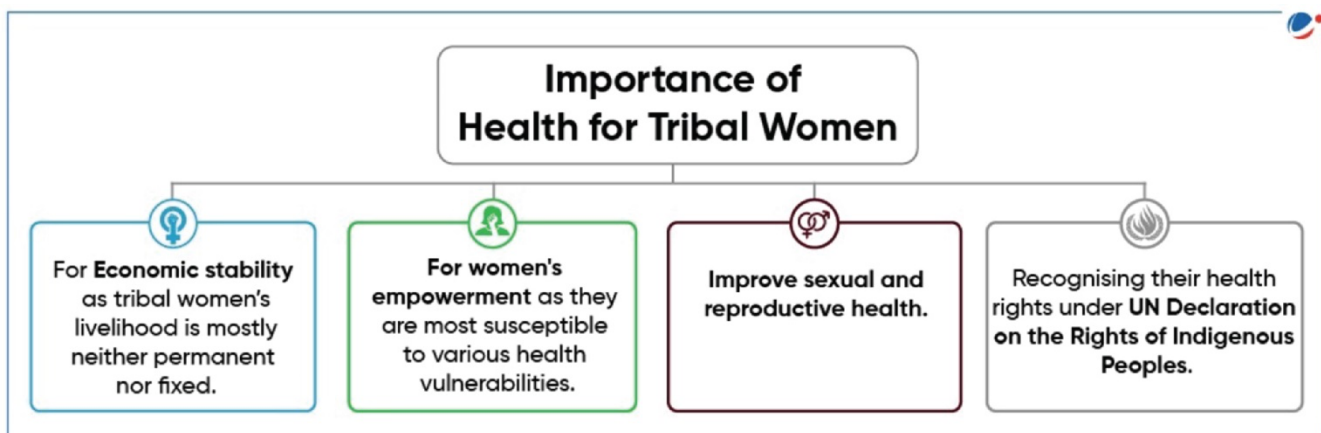 Importance of
Health for Tribal Women
For Economic stability
as tribal women's
livelihood is mostly
neither permanent
nor fixed.
For women's
empowerment as they
are most susceptible
to various health
vulnerabilities.
Improve sexual and
reproductive health.
Recognising their health
rights under UN Declaration
on the Rights of Indigenous
Peoples.